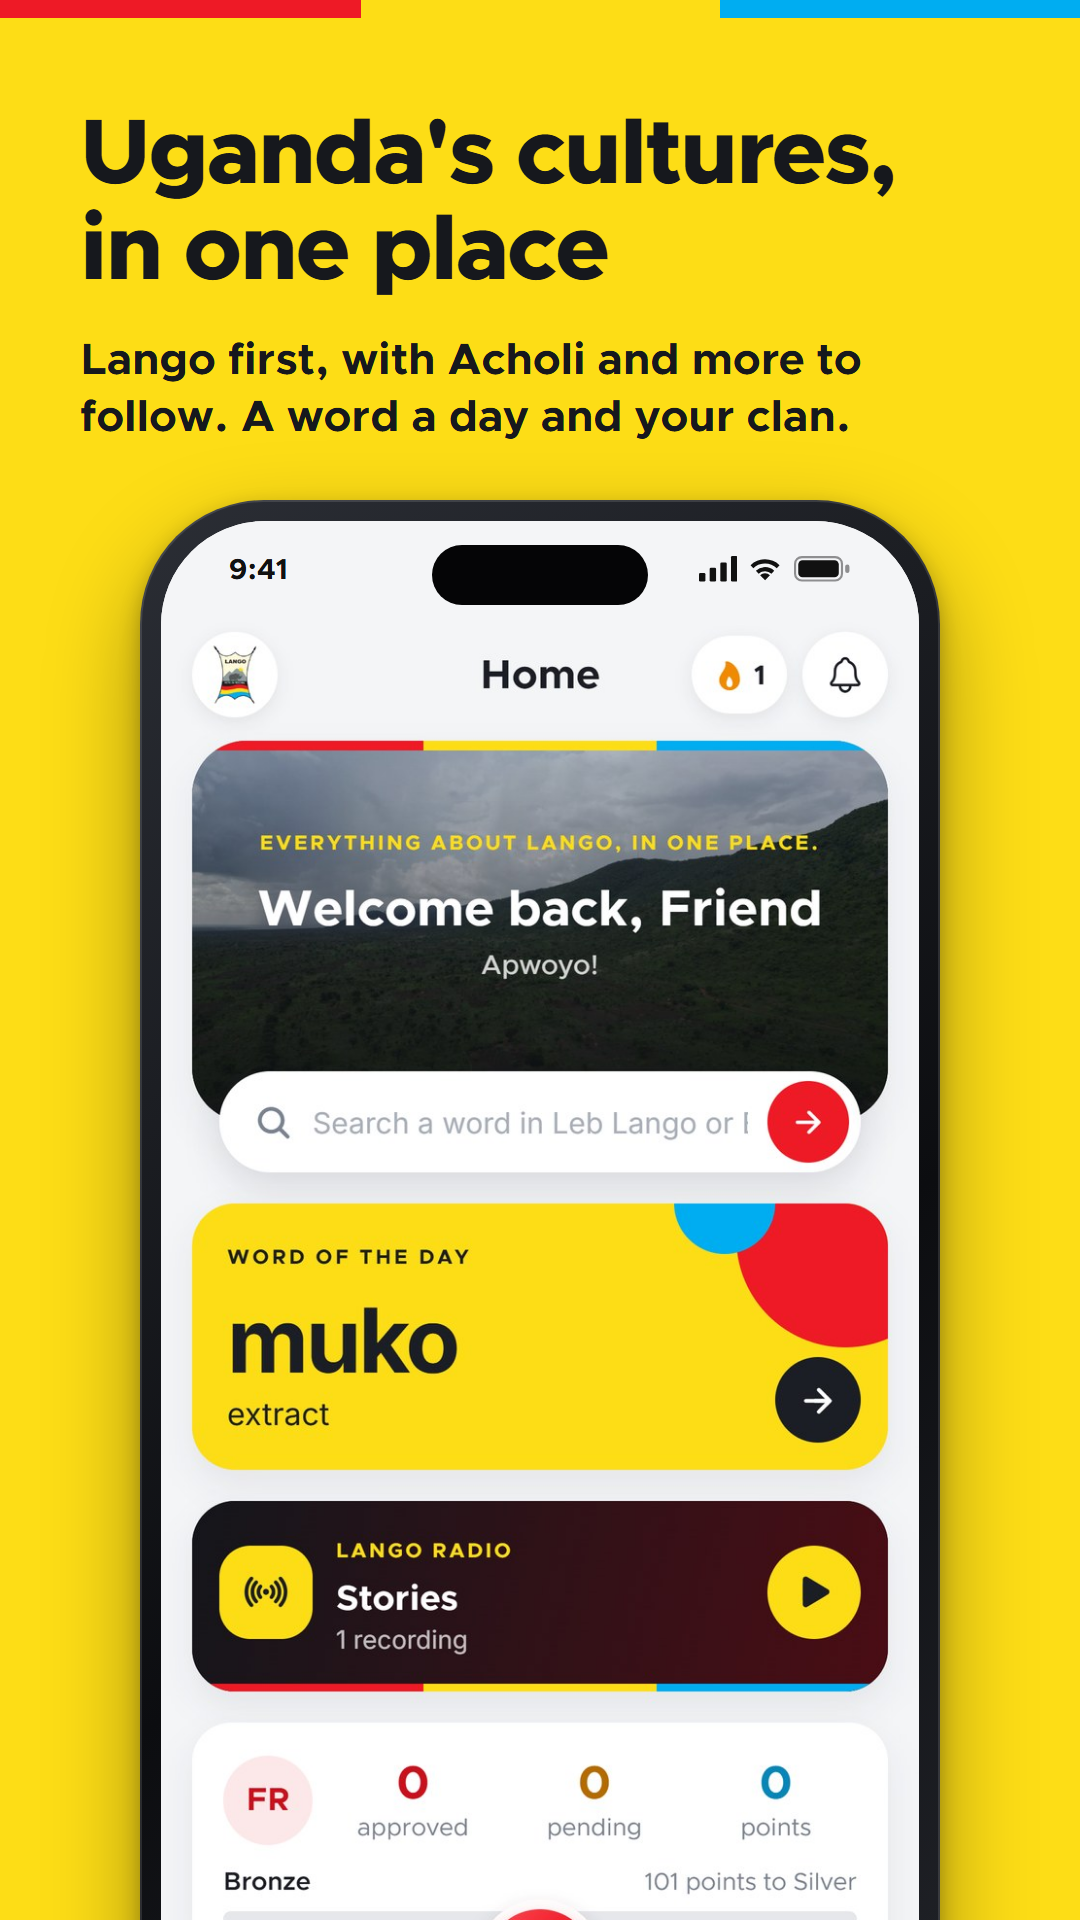 Uganda's cultures,
in one place
Lango first, with Acholi and more to
follow. A word a day and your clan.
9:41
LANGO
Home
1
EVERYTHING ABOUT LANGO, IN ONE PLACE.
Welcome back, Friend
Apwoyo!
Search a word in Leb Lango or
WORD OF THE DAY
muko
extract
LANGO RADIO
Stories
1 recording
FR
0
approved
0
pending
0
points
Bronze
101 points to Silver